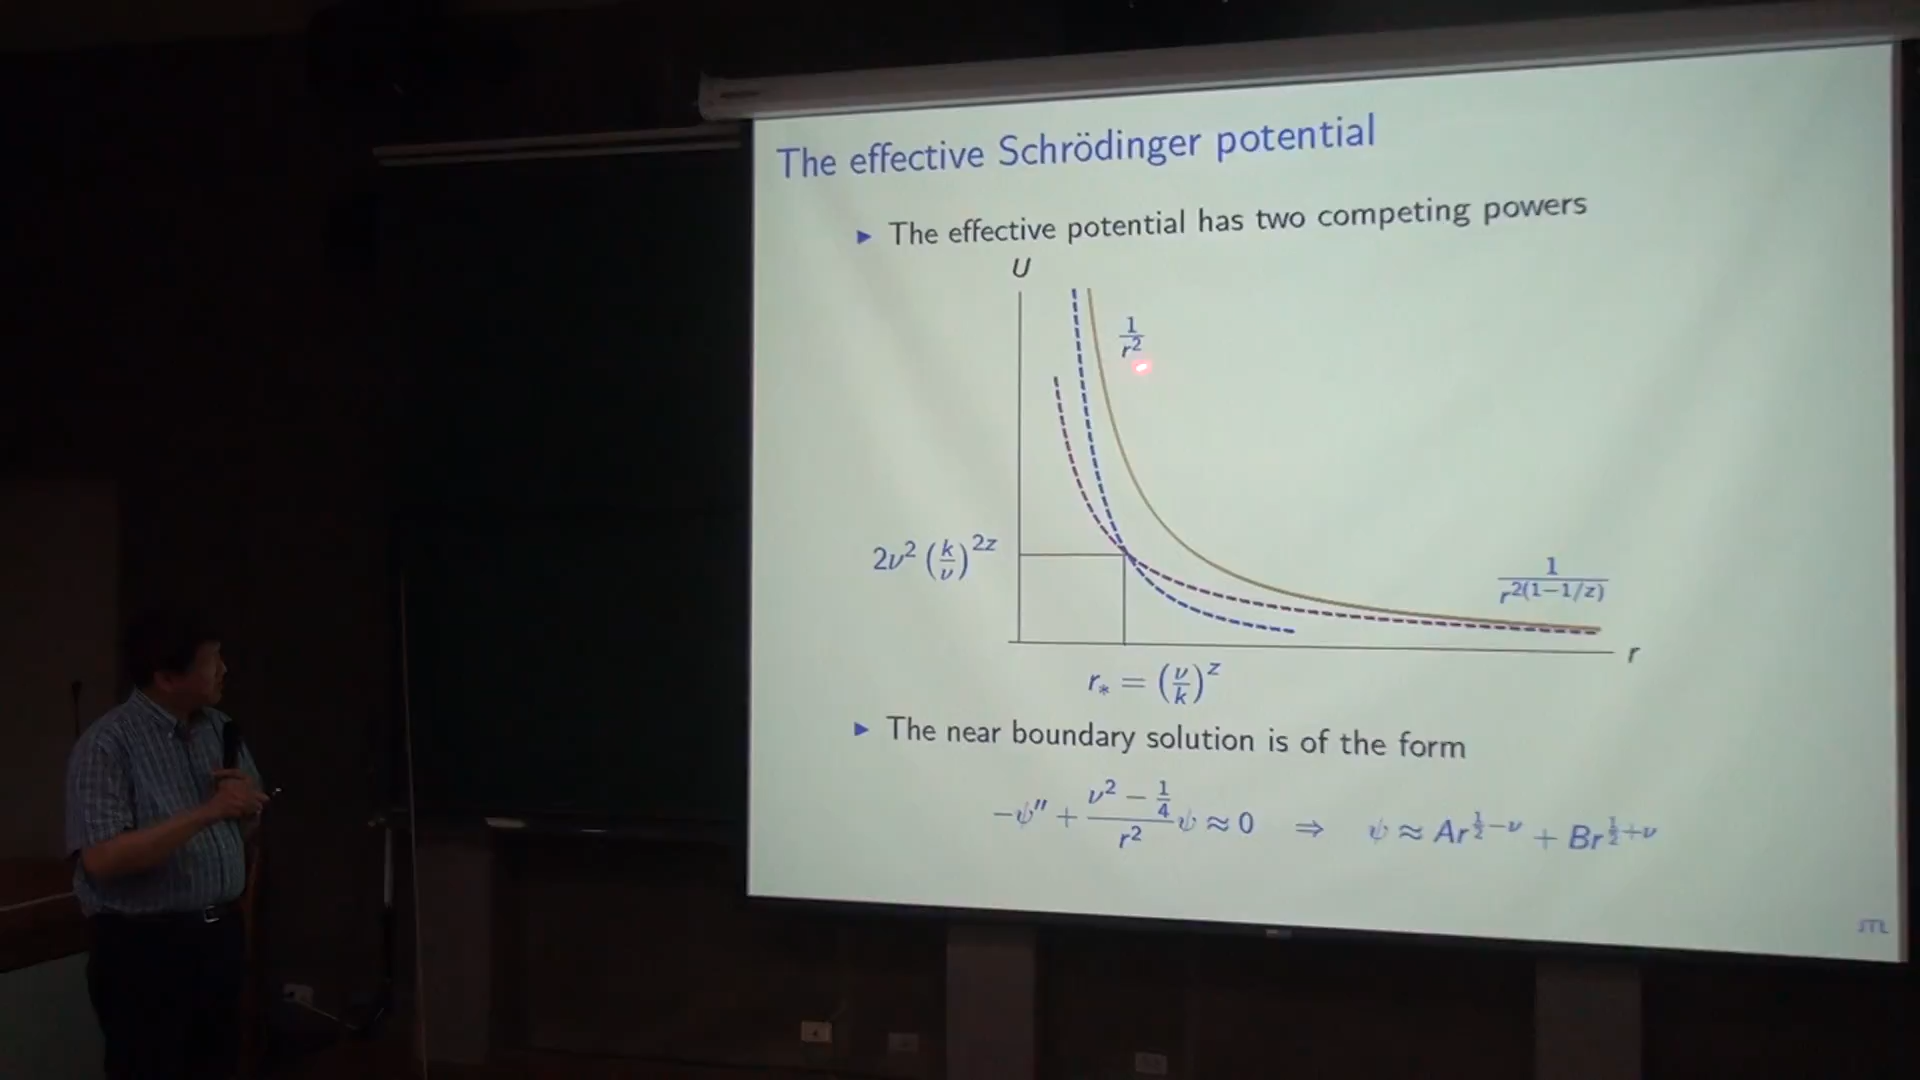 The effective Schrödinger potential
▶ The effective potential has two competing powers
U
1/r²
2ν² (k/ν)^{2z}
1/r^{2(1−1/z)}
r
r_* = (ν/k)^z
▶ The near boundary solution is of the form
−ψ″ + (ν² − 1/4)/r² ψ ≈ 0 ⇒ ψ ≈ Ar^{1/2−ν} + Br^{1/2+ν}